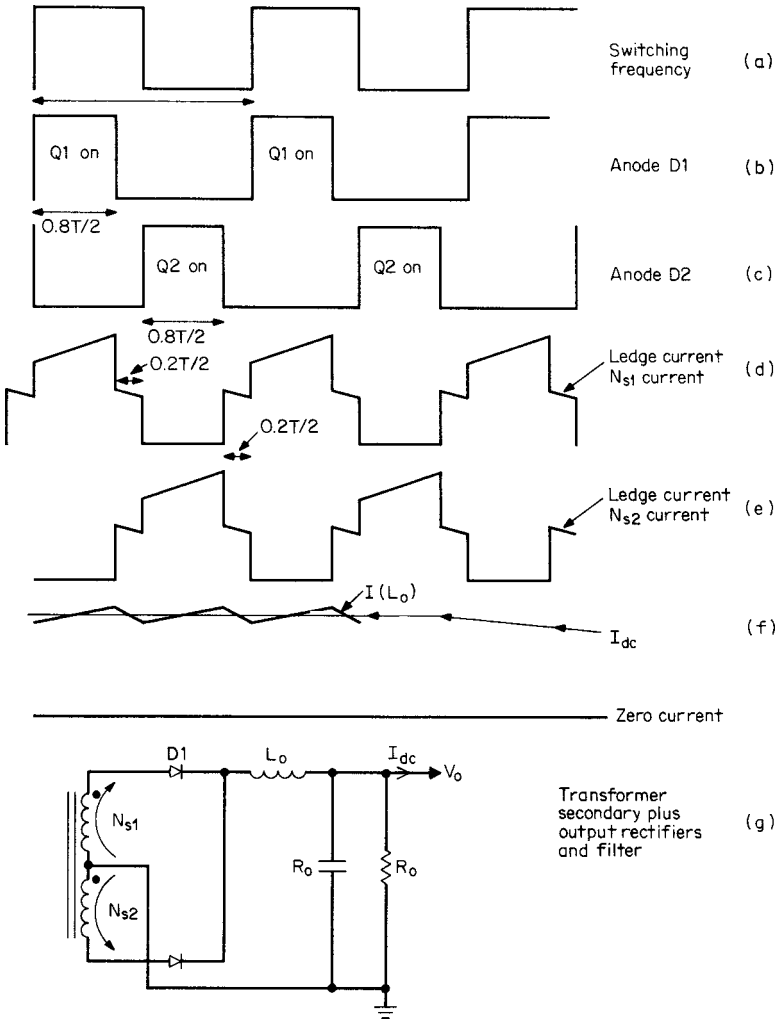 Switching
frequency
(a)
Q1 on
Q1 on
Anode D1
(b)
0.8T/2
Q2 on
Q2 on
Anode D2
(c)
0.8T/2
0.2T/2
Ledge current
Ns1 current
(d)
0.2T/2
Ledge current
Ns2 current
(e)
I(Lo)
Idc
(f)
Zero current
D1
Lo
Idc
Vo
Ns1
Ns2
Ro
Ro
Transformer
secondary plus
output rectifiers
and filter
(g)